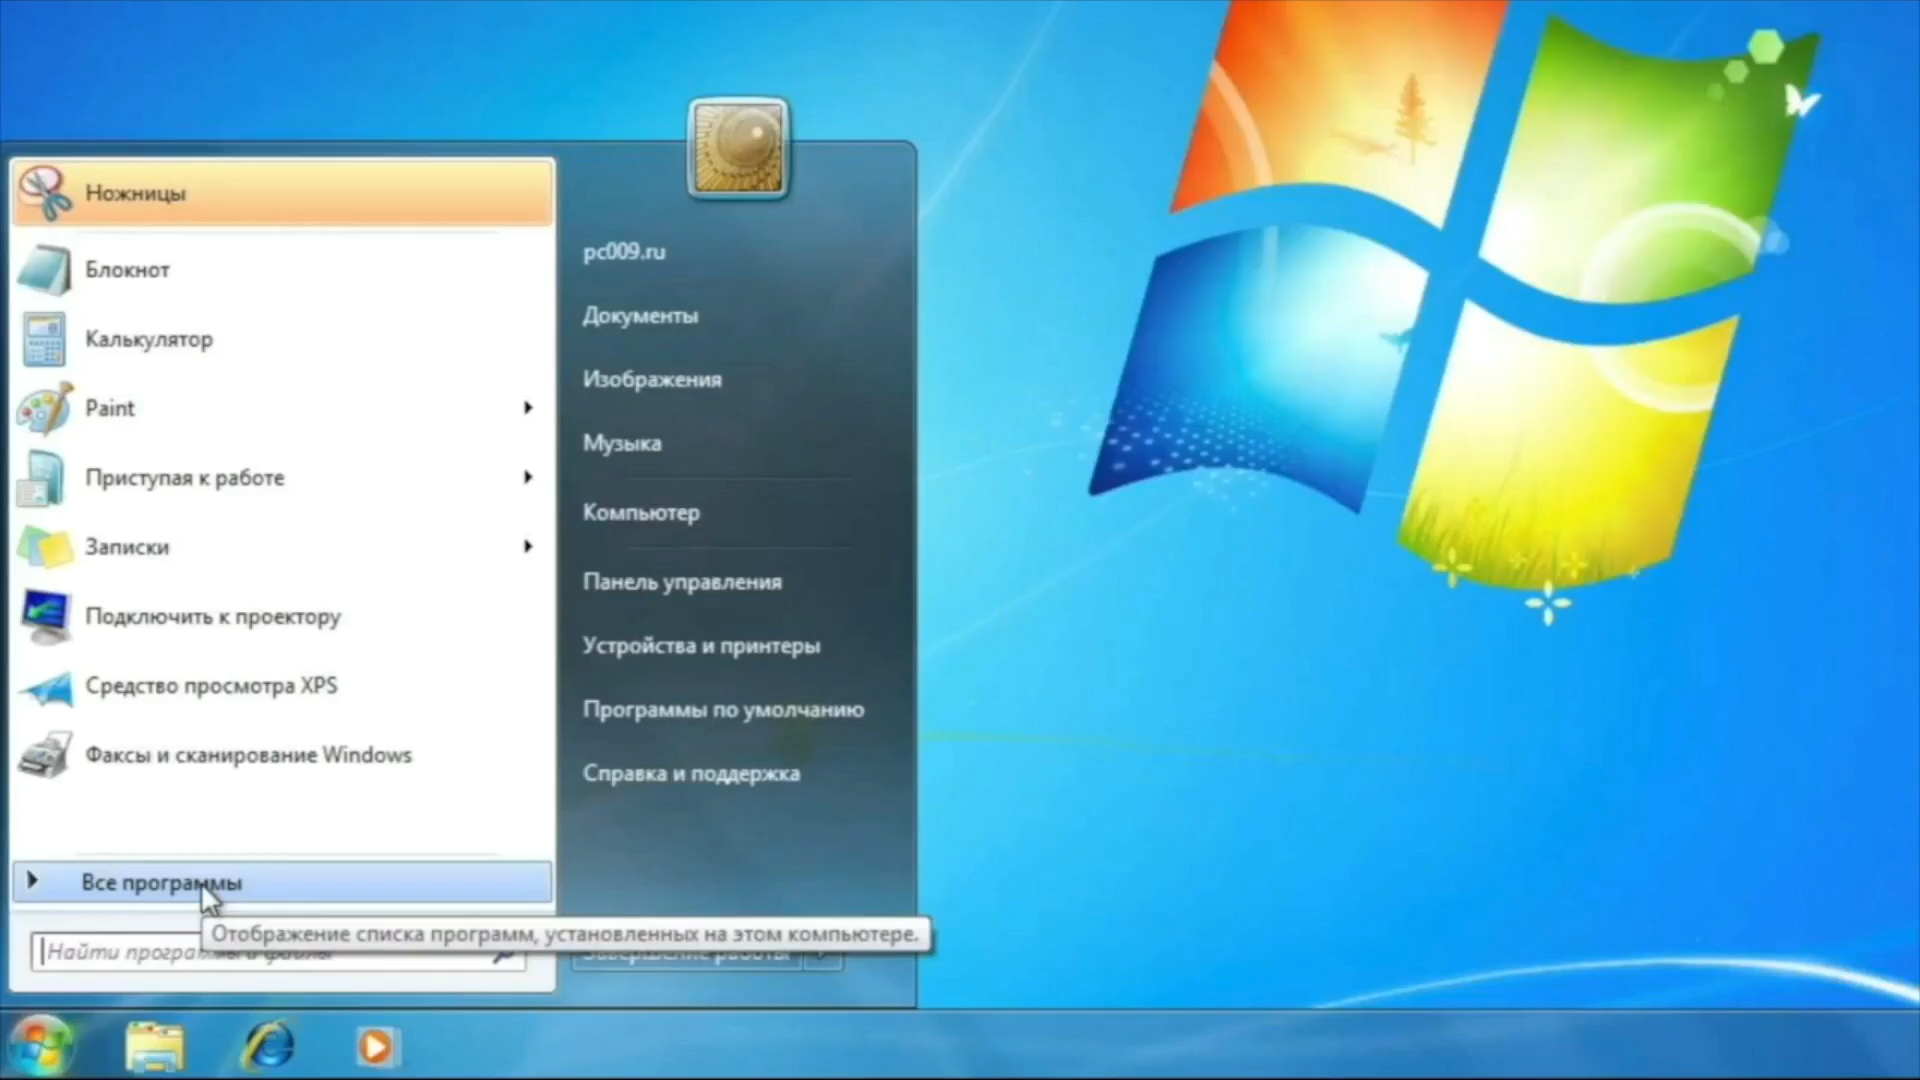 Ножницы
Блокнот
Калькулятор
Paint
Приступая к работе
Записки
Подключить к проектору
Средство просмотра XPS
Факсы и сканирование Windows
Все программы
Найти программы и файлы
pc009.ru
Документы
Изображения
Музыка
Компьютер
Панель управления
Устройства и принтеры
Программы по умолчанию
Справка и поддержка
Завершение работы
Отображение списка программ, установленных на этом компьютере.